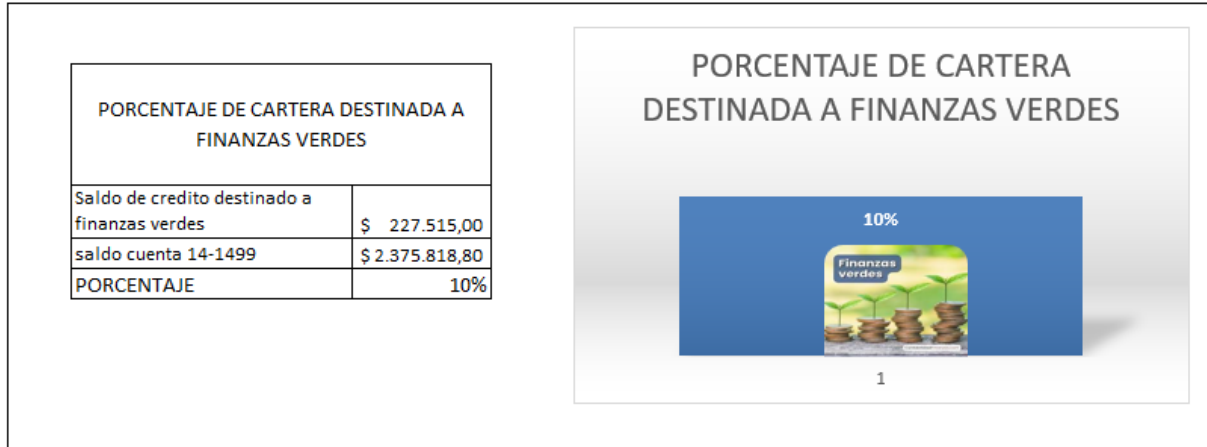 PORCENTAJE DE CARTERA DESTINADA A
FINANZAS VERDES
Saldo de credito destinado a
finanzas verdes $ 227.515,00
saldo cuenta 14-1499 $ 2.375.818,80
PORCENTAJE 10%
PORCENTAJE DE CARTERA
DESTINADA A FINANZAS VERDES
10%
Finanzas
verdes
1